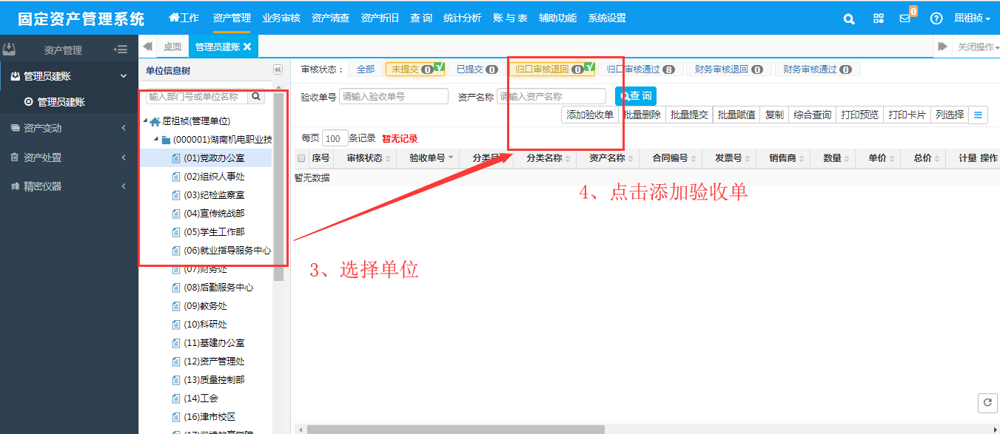 固定资产管理系统
工作 资产管理 业务审核 资产清查 资产折旧 查 询 统计分析 账 与 表 辅助功能 系统设置
0
屈祖祯
资产管理
桌面 管理员建账
关闭操作
管理员建账
管理员建账
资产变动
资产处置
精密仪器
单位信息树
输入部门号或单位名称
屈祖祯(管理单位)
(000001)湖南机电职业技
(01)党政办公室
(02)组织人事处
(03)纪检监察室
(04)宣传统战部
(05)学生工作部
(06)就业指导服务中心
(07)财务处
(08)后勤服务中心
(09)教务处
(10)科研处
(11)基建办公室
(12)资产管理处
(13)质量控制部
(14)工会
(16)津市校区
(17)继续教育学院
审核状态： 全部 未提交 0 已提交 0 归口审核退回 0 归口审核通过 8 财务审核退回 0 财务审核通过 0
验收单号 请输入验收单号 资产名称 请输入资产名称 查 询
添加验收单 批量删除 批量提交 批量赋值 复制 综合查询 打印预览 打印卡片 列选择
每页 100 条记录 暂无记录
序号 审核状态 验收单号 分类号 分类名称 资产名称 合同编号 发票号 销售商 数量 单价 总价 计量 操作
暂无数据
4、点击添加验收单
3、选择单位